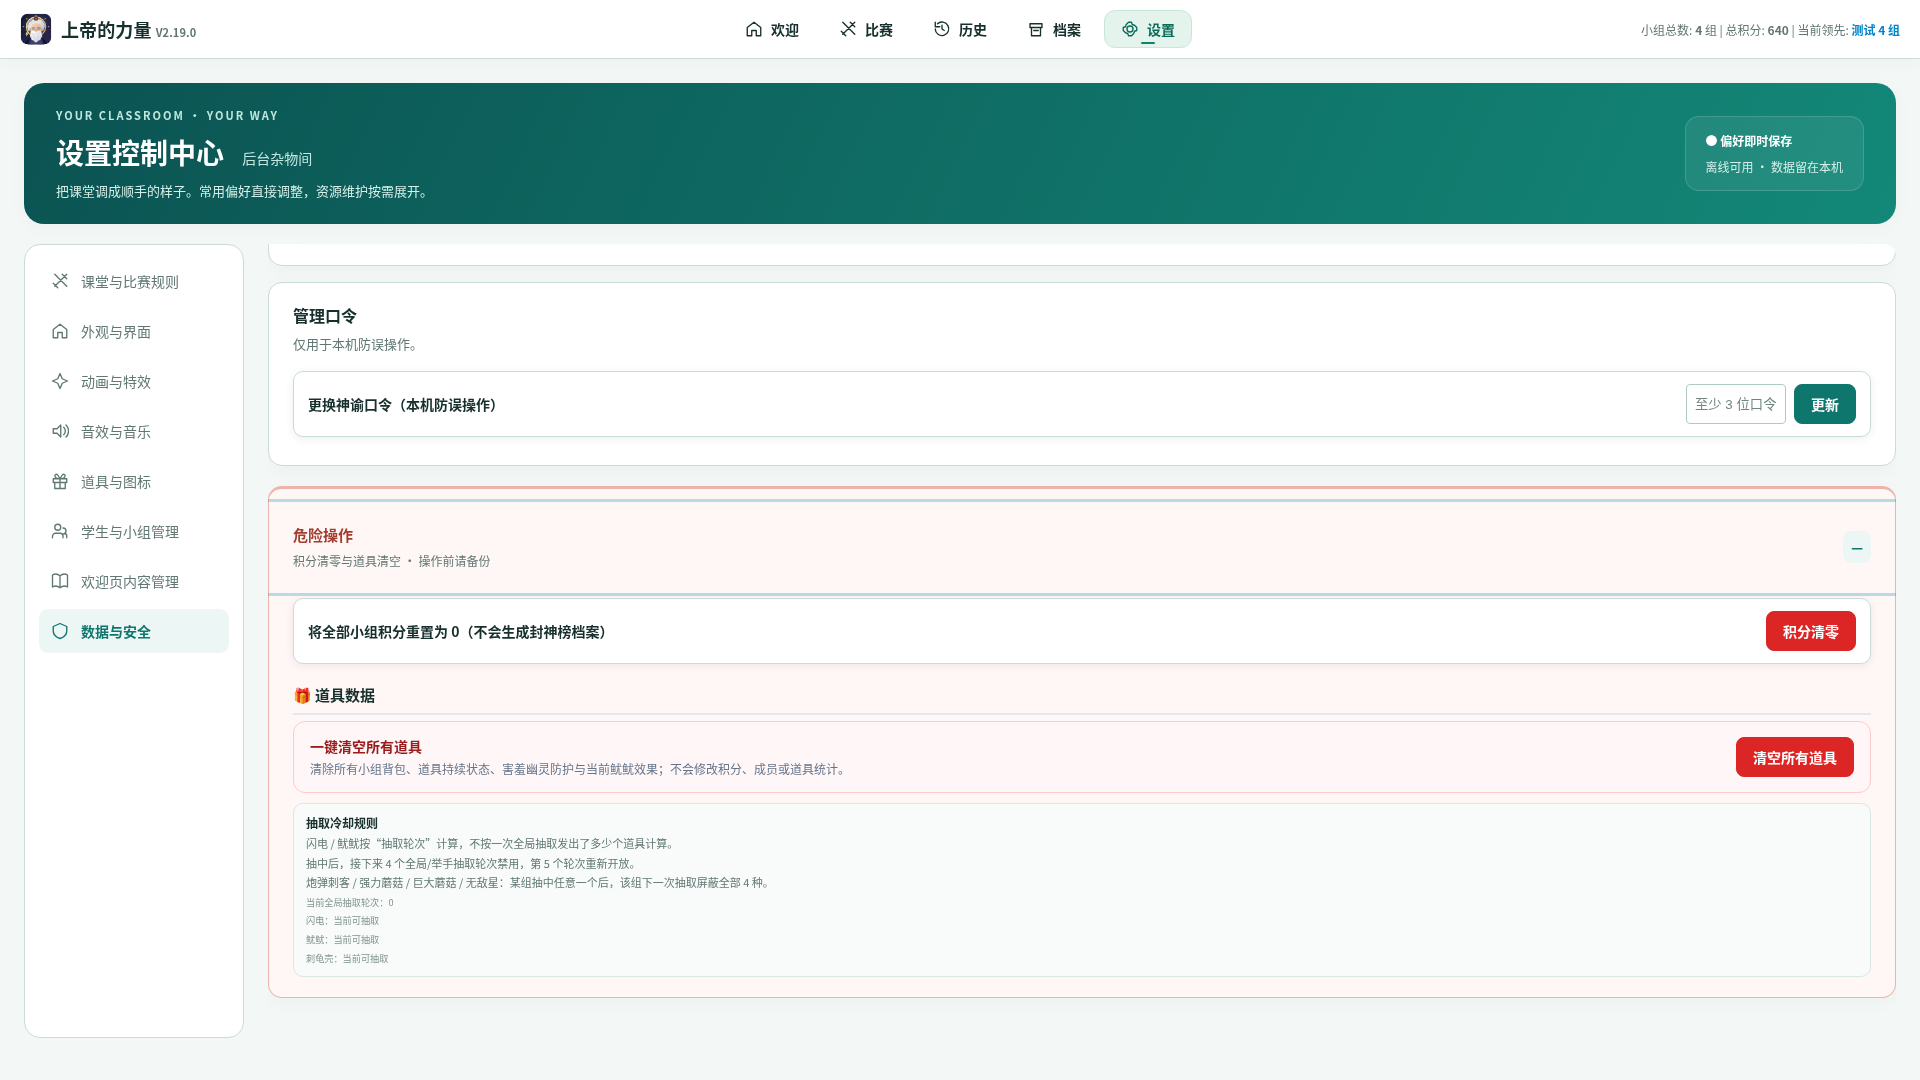 上帝的力量 V2.19.0
欢迎
比赛
历史
档案
设置
小组总数: 4 组 | 总积分: 640 | 当前领先: 测试 4 组
YOUR CLASSROOM · YOUR WAY
设置控制中心 后台杂物间
把课堂调成顺手的样子。常用偏好直接调整，资源维护按需展开。
偏好即时保存
离线可用 · 数据留在本机
课堂与比赛规则
外观与界面
动画与特效
音效与音乐
道具与图标
学生与小组管理
欢迎页内容管理
数据与安全
管理口令
仅用于本机防误操作。
更换神谕口令（本机防误操作）
至少 3 位口令
更新
危险操作
积分清零与道具清空 · 操作前请备份
将全部小组积分重置为 0（不会生成封神榜档案）
积分清零
🎁 道具数据
一键清空所有道具
清除所有小组背包、道具持续状态、害羞幽灵防护与当前魷魷效果；不会修改积分、成员或道具统计。
清空所有道具
抽取冷却规则
闪电 / 魷魷按“抽取轮次”计算，不按一次全局抽取发出了多少个道具计算。
抽中后，接下来 4 个全局/举手抽取轮次禁用，第 5 个轮次重新开放。
炮弹刺客 / 强力蘑菇 / 巨大蘑菇 / 无敌星：某组抽中任意一个后，该组下一次抽取屏蔽全部 4 种。
当前全局抽取轮次：0
闪电：当前可抽取
魷魷：当前可抽取
刺龟壳：当前可抽取